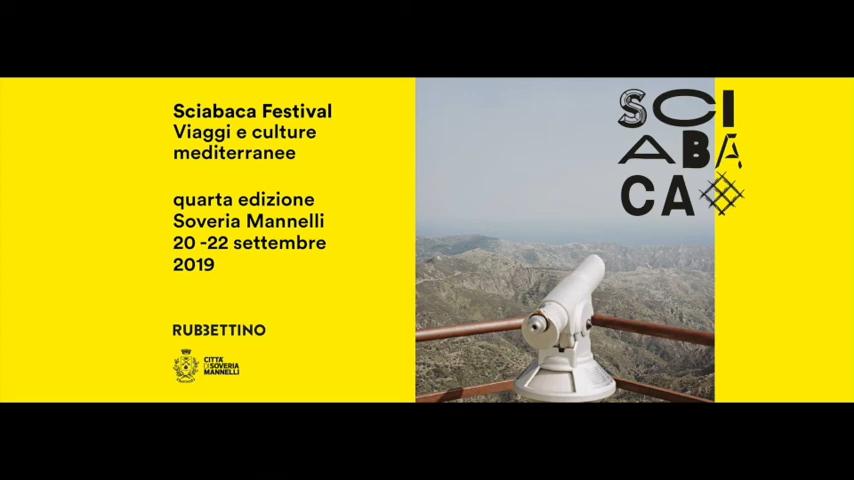 Sciabaca Festival
Viaggi e culture
mediterranee
quarta edizione
Soveria Mannelli
20 -22 settembre
2019
RUBBETTINO
CITTÀ
DI SOVERIA
MANNELLI
SCI
ABA
CA